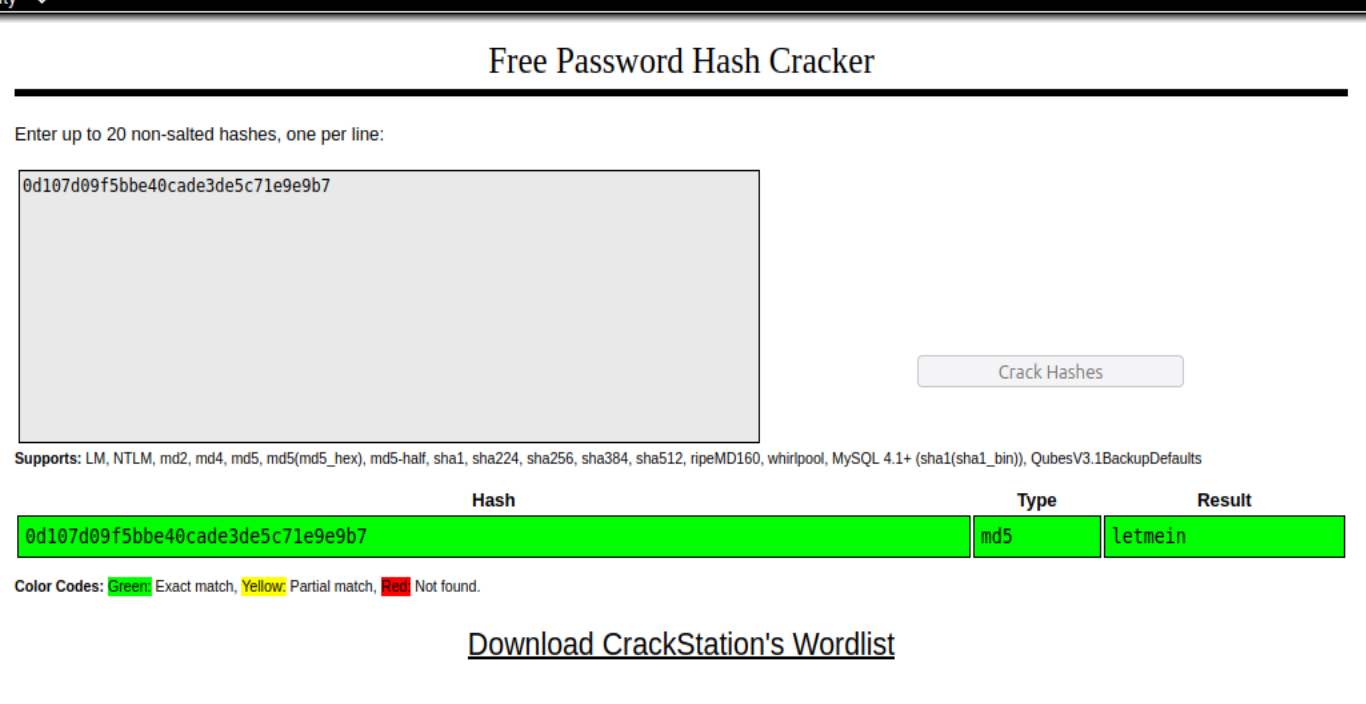 Free Password Hash Cracker
Enter up to 20 non-salted hashes, one per line:
0d107d09f5bbe40cade3de5c71e9e9b7
Crack Hashes
Supports: LM, NTLM, md2, md4, md5, md5(md5_hex), md5-half, sha1, sha224, sha256, sha384, sha512, ripeMD160, whirlpool, MySQL 4.1+ (sha1(sha1_bin)), QubesV3.1BackupDefaults
Hash Type Result
0d107d09f5bbe40cade3de5c71e9e9b7 md5 letmein
Color Codes: Green: Exact match, Yellow: Partial match, Red: Not found.
Download CrackStation's Wordlist